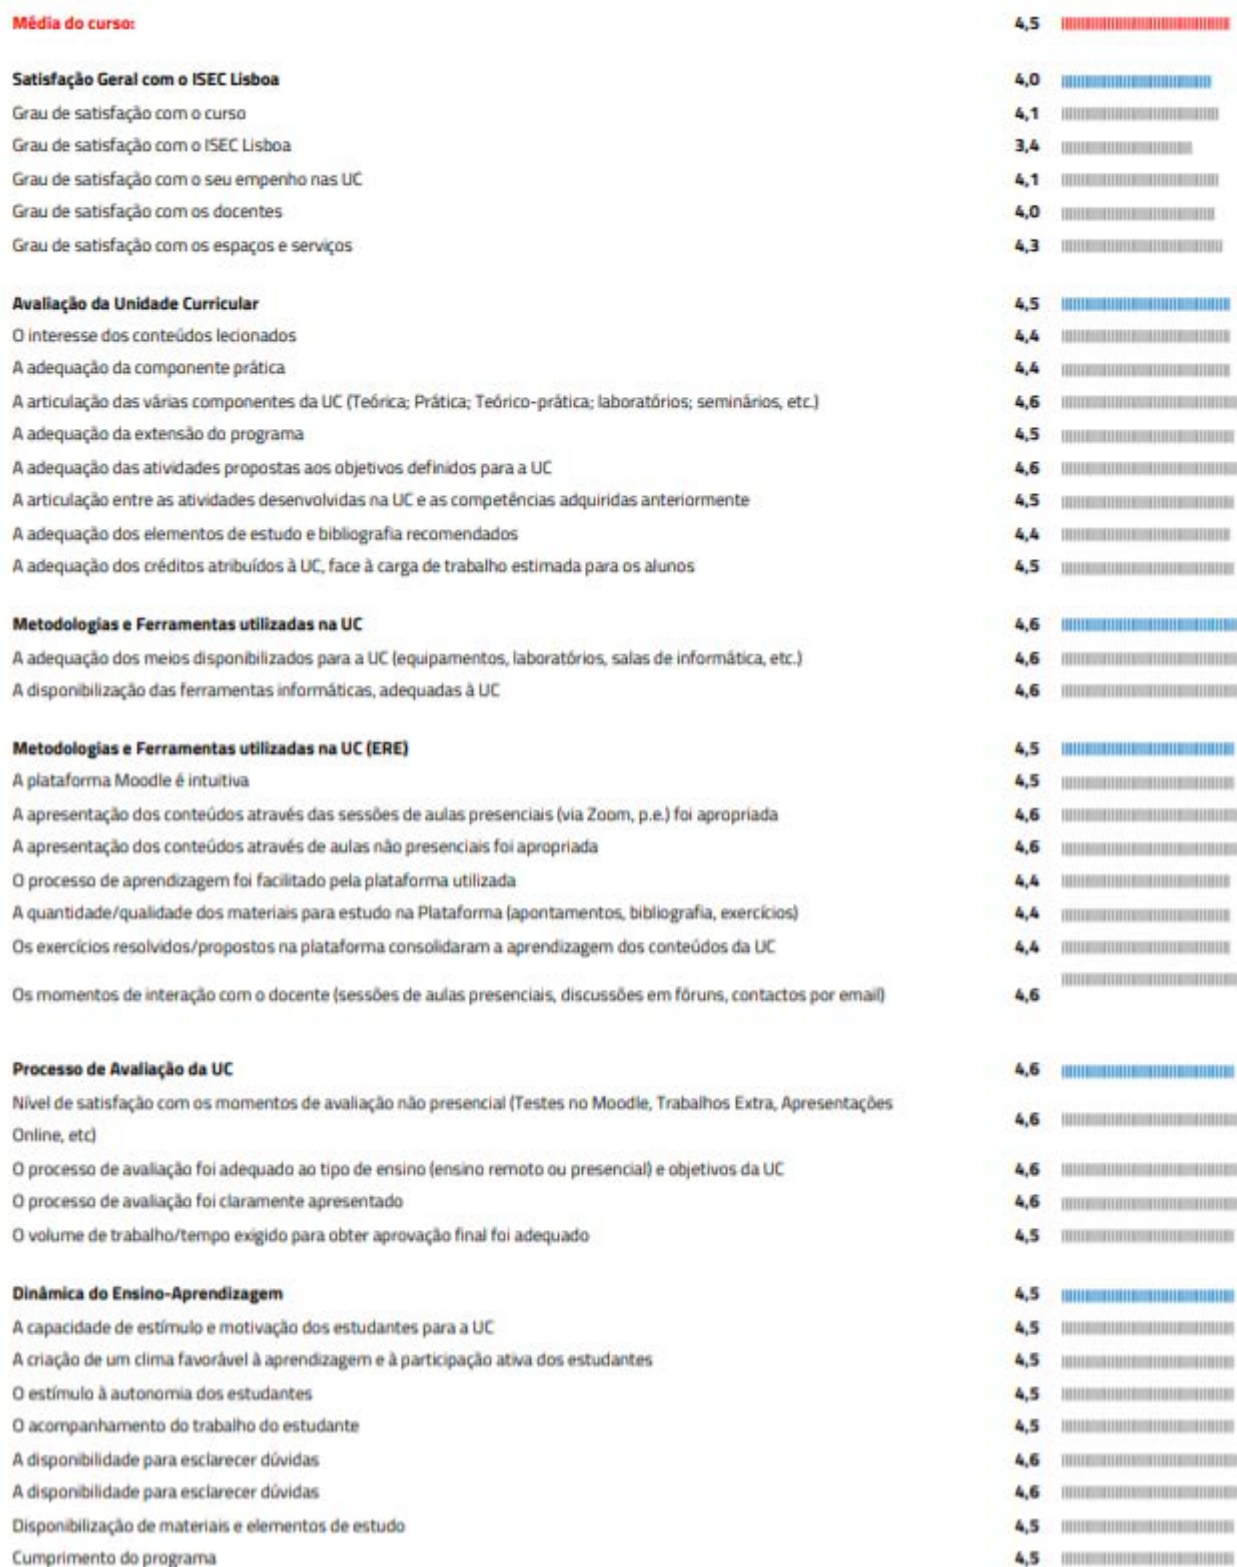 Média do curso: 4,5
Satisfação Geral com o ISEC Lisboa 4,0
Grau de satisfação com o curso 4,1
Grau de satisfação com o ISEC Lisboa 3,4
Grau de satisfação com o seu empenho nas UC 4,1
Grau de satisfação com os docentes 4,0
Grau de satisfação com os espaços e serviços 4,3
Avaliação da Unidade Curricular 4,5
O interesse dos conteúdos lecionados 4,4
A adequação da componente prática 4,4
A articulação das várias componentes da UC (Teórica; Prática; Teórico-prática; laboratórios; seminários, etc.) 4,6
A adequação da extensão do programa 4,5
A adequação das atividades propostas aos objetivos definidos para a UC 4,6
A articulação entre as atividades desenvolvidas na UC e as competências adquiridas anteriormente 4,5
A adequação dos elementos de estudo e bibliografia recomendados 4,4
A adequação dos créditos atribuídos à UC, face à carga de trabalho estimada para os alunos 4,5
Metodologias e Ferramentas utilizadas na UC 4,6
A adequação dos meios disponibilizados para a UC (equipamentos, laboratórios, salas de informática, etc.) 4,6
A disponibilização das ferramentas informáticas, adequadas à UC 4,6
Metodologias e Ferramentas utilizadas na UC (ERE) 4,5
A plataforma Moodle é intuitiva 4,5
A apresentação dos conteúdos através das sessões de aulas presenciais (via Zoom, p.e.) foi apropriada 4,6
A apresentação dos conteúdos através de aulas não presenciais foi apropriada 4,6
O processo de aprendizagem foi facilitado pela plataforma utilizada 4,4
A quantidade/qualidade dos materiais para estudo na Plataforma (apontamentos, bibliografia, exercícios) 4,4
Os exercícios resolvidos/propostos na plataforma consolidaram a aprendizagem dos conteúdos da UC 4,4
Os momentos de interação com o docente (sessões de aulas presenciais, discussões em fóruns, contactos por email) 4,6
Processo de Avaliação da UC 4,6
Nível de satisfação com os momentos de avaliação não presencial (Testes no Moodle, Trabalhos Extra, Apresentações
Online, etc) 4,6
O processo de avaliação foi adequado ao tipo de ensino (ensino remoto ou presencial) e objetivos da UC 4,6
O processo de avaliação foi claramente apresentado 4,6
O volume de trabalho/tempo exigido para obter aprovação final foi adequado 4,5
Dinâmica do Ensino-Aprendizagem 4,5
A capacidade de estímulo e motivação dos estudantes para a UC 4,5
A criação de um clima favorável à aprendizagem e à participação ativa dos estudantes 4,5
O estímulo à autonomia dos estudantes 4,5
O acompanhamento do trabalho do estudante 4,5
A disponibilidade para esclarecer dúvidas 4,6
A disponibilidade para esclarecer dúvidas 4,6
Disponibilização de materiais e elementos de estudo 4,5
Cumprimento do programa 4,5